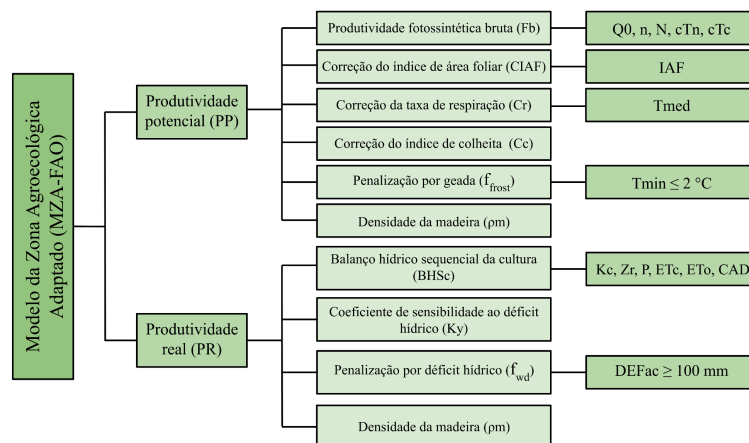 Modelo da Zona Agroecológica
Adaptado (MZA-FAO)
Produtividade
potencial (PP)
Produtividade fotossintética bruta (Fb)
Q0, n, N, cTn, cTc
Correção do índice de área foliar (CIAF)
IAF
Correção da taxa de respiração (Cr)
Tmed
Correção do índice de colheita (Cc)
Penalização por geada (f_frost)
Tmin ≤ 2 °C
Densidade da madeira (ρm)
Produtividade
real (PR)
Balanço hídrico sequencial da cultura
(BHSc)
Kc, Zr, P, ETc, ETo, CAD
Coeficiente de sensibilidade ao déficit
hídrico (Ky)
Penalização por déficit hídrico (f_wd)
DEFac ≥ 100 mm
Densidade da madeira (ρm)